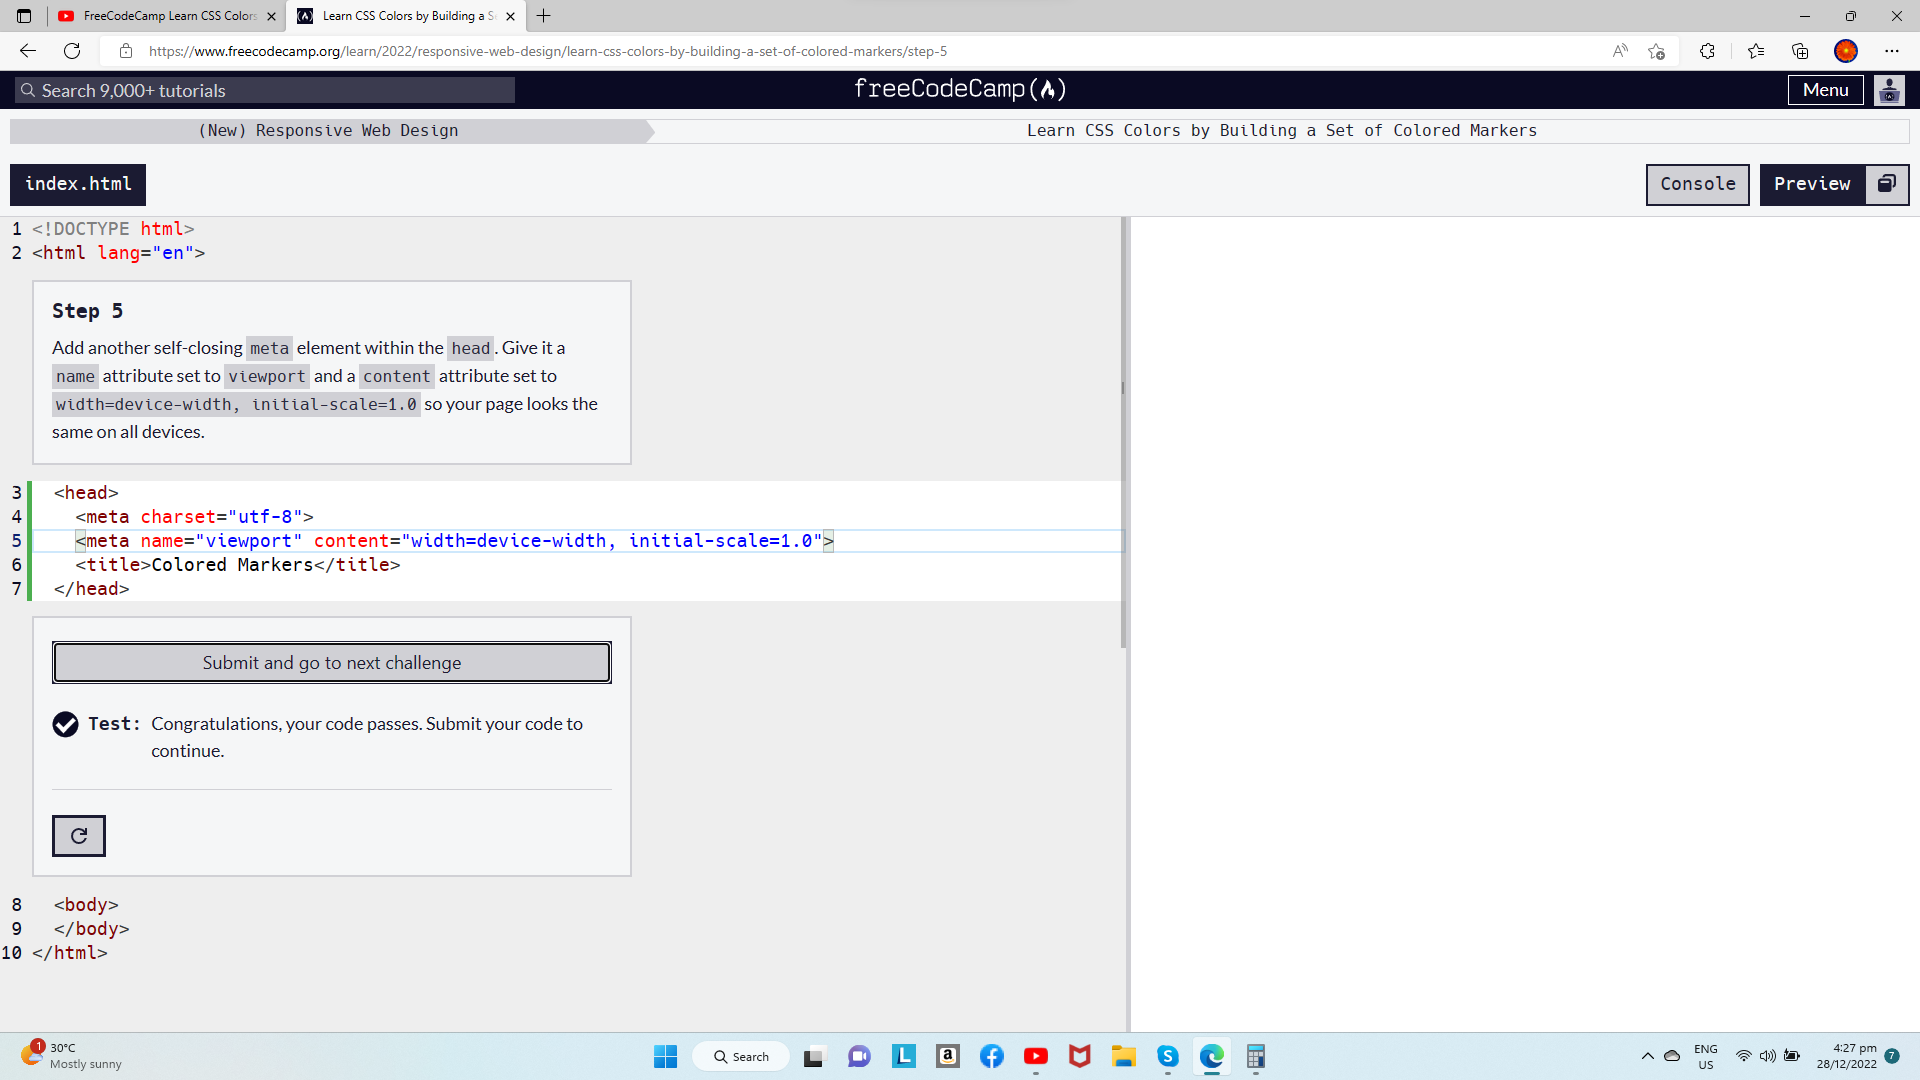 FreeCodeCamp Learn CSS Colors
Learn CSS Colors by Building a Se
https://www.freecodecamp.org/learn/2022/responsive-web-design/learn-css-colors-by-building-a-set-of-colored-markers/step-5
Search 9,000+ tutorials
freeCodeCamp
Menu
(New) Responsive Web Design
Learn CSS Colors by Building a Set of Colored Markers
index.html
Console
Preview
1 <!DOCTYPE html>
2 <html lang="en">
Step 5
Add another self-closing meta element within the head. Give it a
name attribute set to viewport and a content attribute set to
width=device-width, initial-scale=1.0 so your page looks the
same on all devices.
3 <head>
4 <meta charset="utf-8">
5 <meta name="viewport" content="width=device-width, initial-scale=1.0">
6 <title>Colored Markers</title>
7 </head>
Submit and go to next challenge
Test: Congratulations, your code passes. Submit your code to
continue.
8 <body>
9 </body>
10 </html>
1
30°C
Mostly sunny
Search
L
a
S
ENG
US
4:27 pm
28/12/2022
7